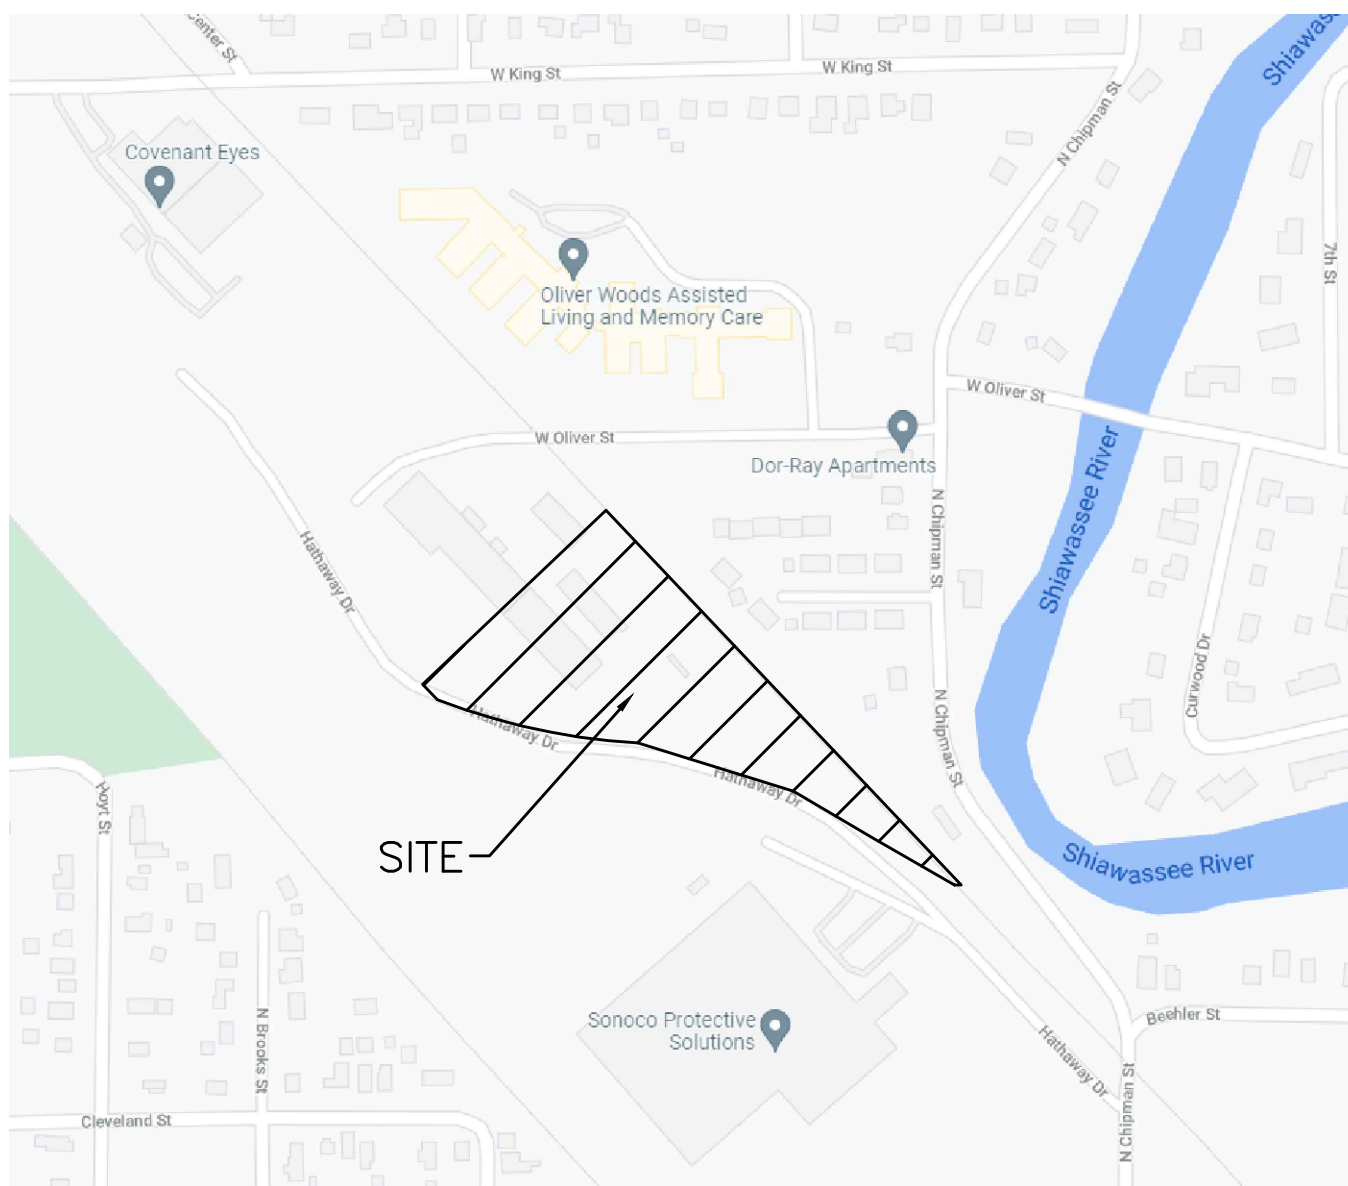 Center St
W King St
W King St
Shiawas
N Chipman St
Covenant Eyes
7th St
Oliver Woods Assisted
Living and Memory Care
W Oliver St
W Oliver St
Dor-Ray Apartments
Shiawassee River
N Chipman St
Hathaway Dr
Curwood Dr
N Chipman St
Hathaway Dr
Hathaway Dr
Hoyt St
SITE
Shiawassee River
Sonoco Protective
Solutions
Beehler St
N Brooks St
Hathaway Dr
Cleveland St
N Chipman St